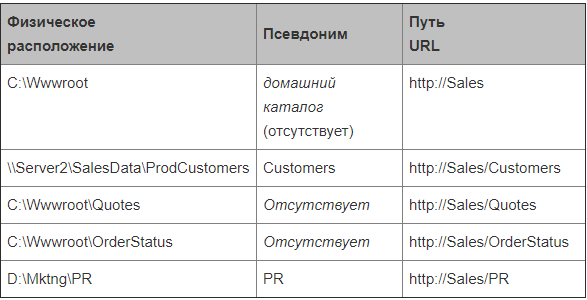 Физическое
расположение
Псевдоним
Путь
URL
C:\Wwwroot
домашний
каталог
(отсутствует)
http://Sales
\\Server2\SalesData\ProdCustomers
Customers
http://Sales/Customers
C:\Wwwroot\Quotes
Отсутствует
http://Sales/Quotes
C:\Wwwroot\OrderStatus
Отсутствует
http://Sales/OrderStatus
D:\Mktng\PR
PR
http://Sales/PR